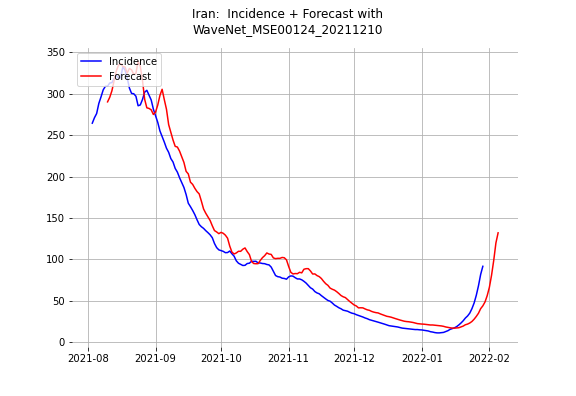 Iran:  Incidence + Forecast with
WaveNet_MSE00124_20211210
Incidence
Forecast
350
300
250
200
150
100
50
0
2021-08 2021-09 2021-10 2021-11 2021-12 2022-01 2022-02